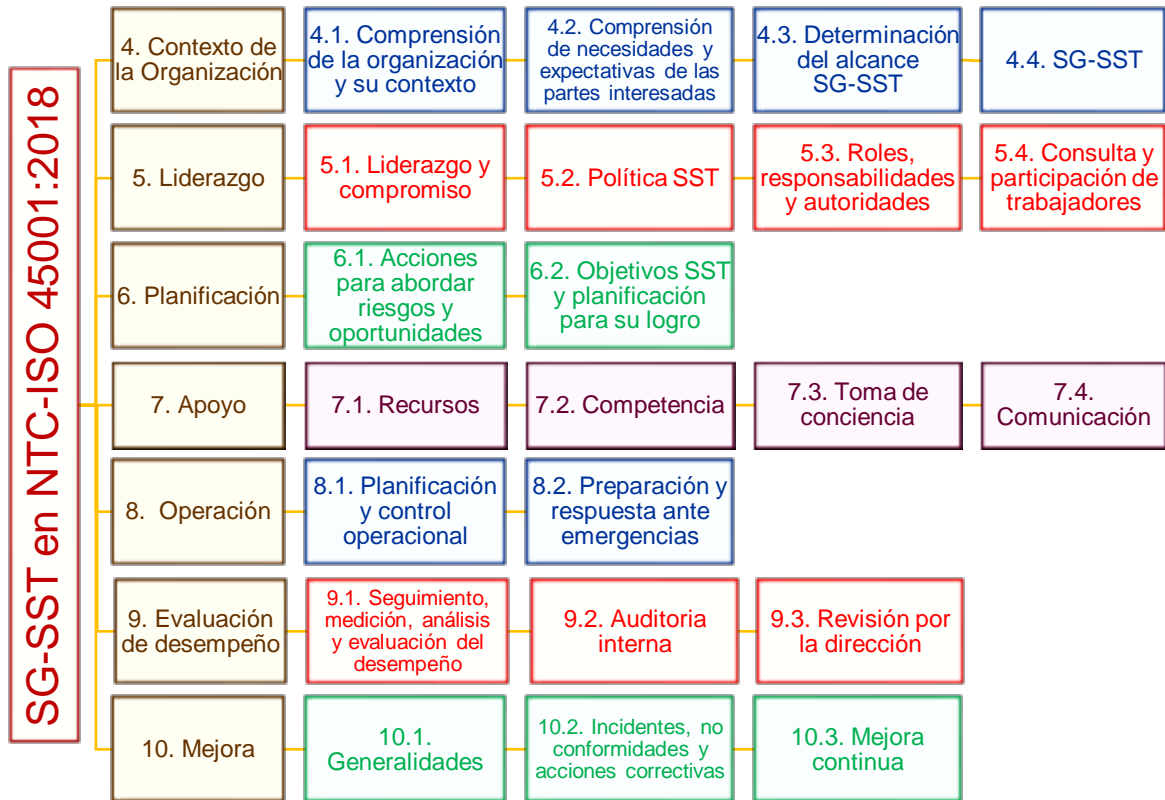 SG-SST en NTC-ISO 45001:2018
4. Contexto de
la Organización
4.1. Comprensión
de la organización
y su contexto
4.2. Comprensión
de necesidades y
expectativas de las
partes interesadas
4.3. Determinación
del alcance
SG-SST
4.4. SG-SST
5. Liderazgo
5.1. Liderazgo y
compromiso
5.2. Política SST
5.3. Roles,
responsabilidades
y autoridades
5.4. Consulta y
participación de
trabajadores
6. Planificación
6.1. Acciones
para abordar
riesgos y
oportunidades
6.2. Objetivos SST
y planificación
para su logro
7. Apoyo
7.1. Recursos
7.2. Competencia
7.3. Toma de
conciencia
7.4.
Comunicación
8. Operación
8.1. Planificación
y control
operacional
8.2. Preparación y
respuesta ante
emergencias
9. Evaluación
de desempeño
9.1. Seguimiento,
medición, análisis
y evaluación del
desempeño
9.2. Auditoria
interna
9.3. Revisión por
la dirección
10. Mejora
10.1.
Generalidades
10.2. Incidentes, no
conformidades y
acciones correctivas
10.3. Mejora
continua